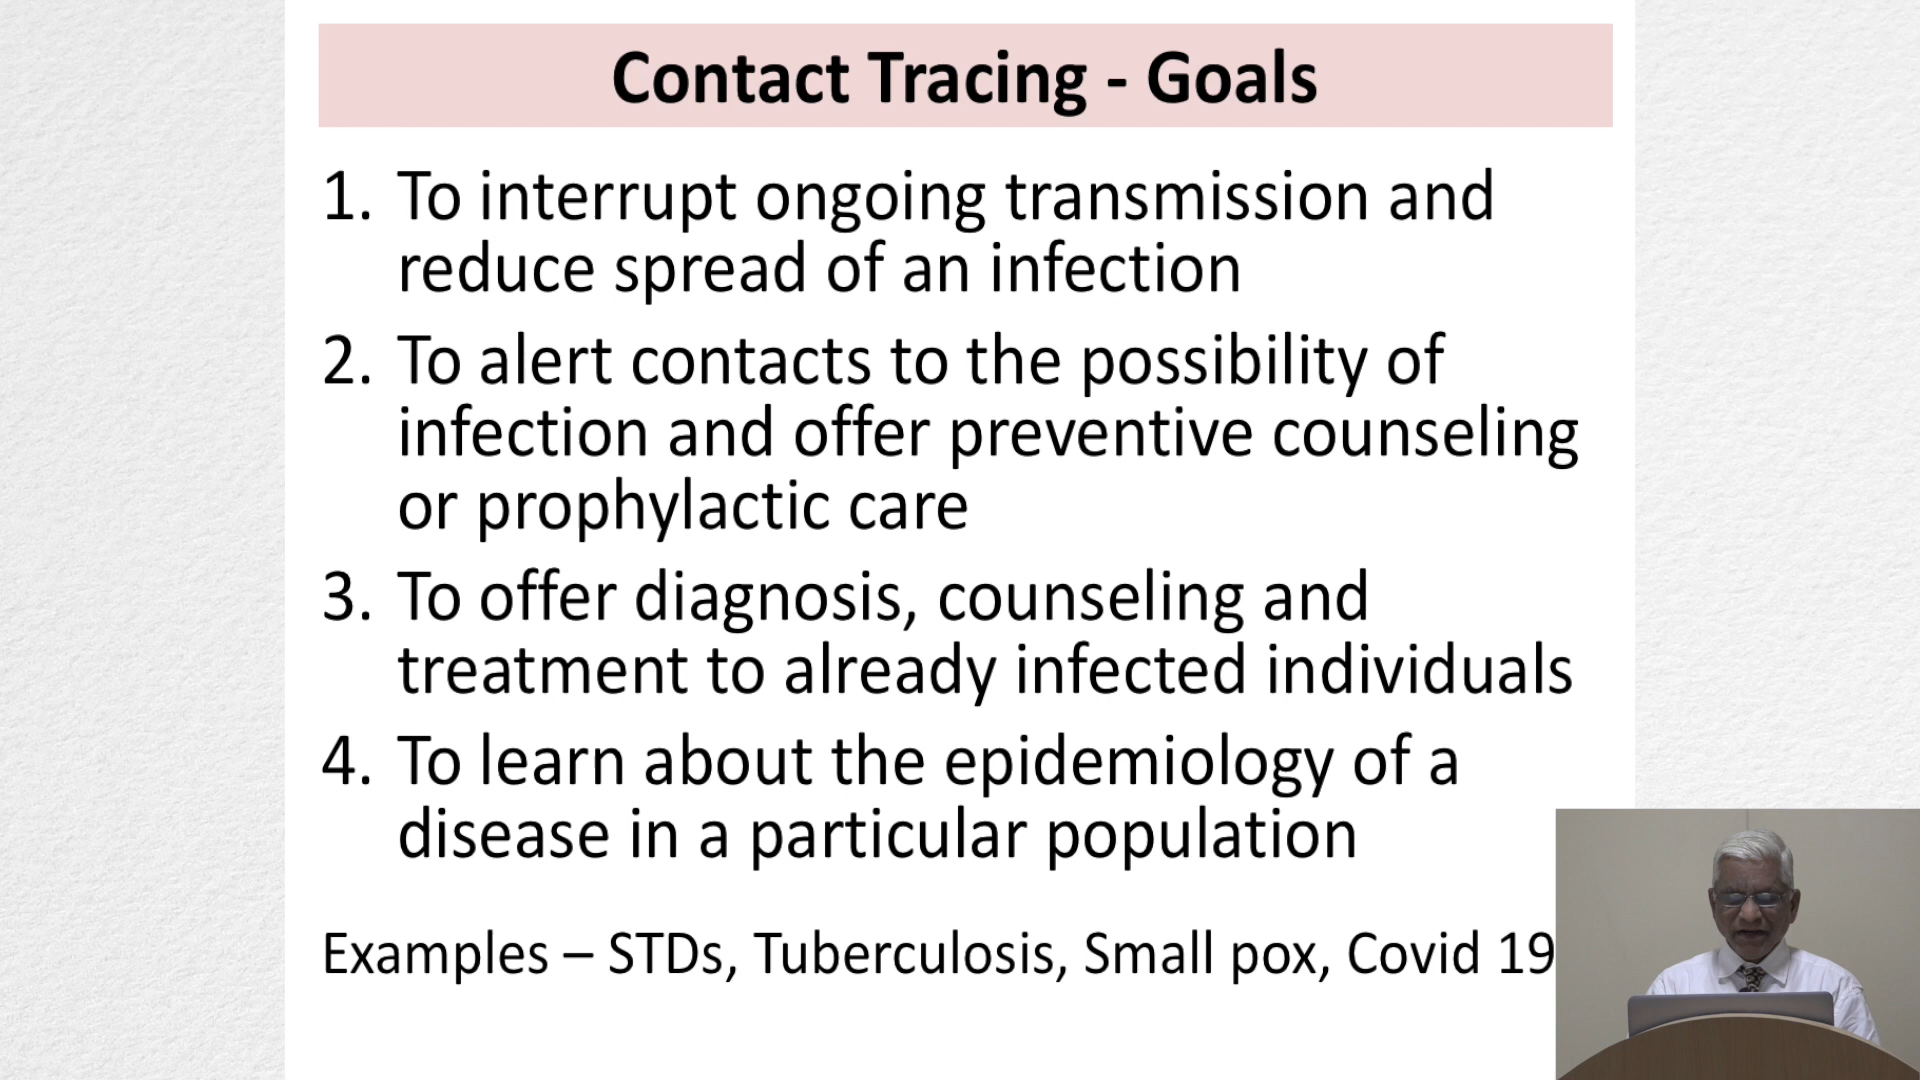 Contact Tracing - Goals
1. To interrupt ongoing transmission and
reduce spread of an infection
2. To alert contacts to the possibility of
infection and offer preventive counseling
or prophylactic care
3. To offer diagnosis, counseling and
treatment to already infected individuals
4. To learn about the epidemiology of a
disease in a particular population
Examples – STDs, Tuberculosis, Small pox, Covid 19